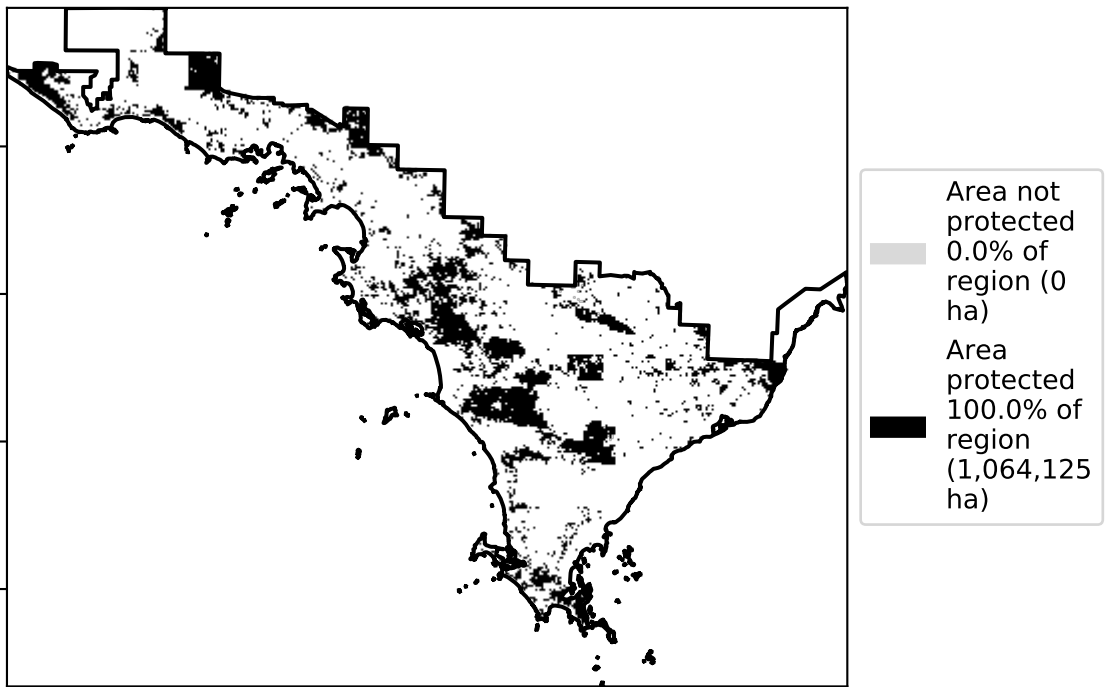 Area not
protected
0.0% of
region (0
ha)
Area
protected
100.0% of
region
(1,064,125
ha)